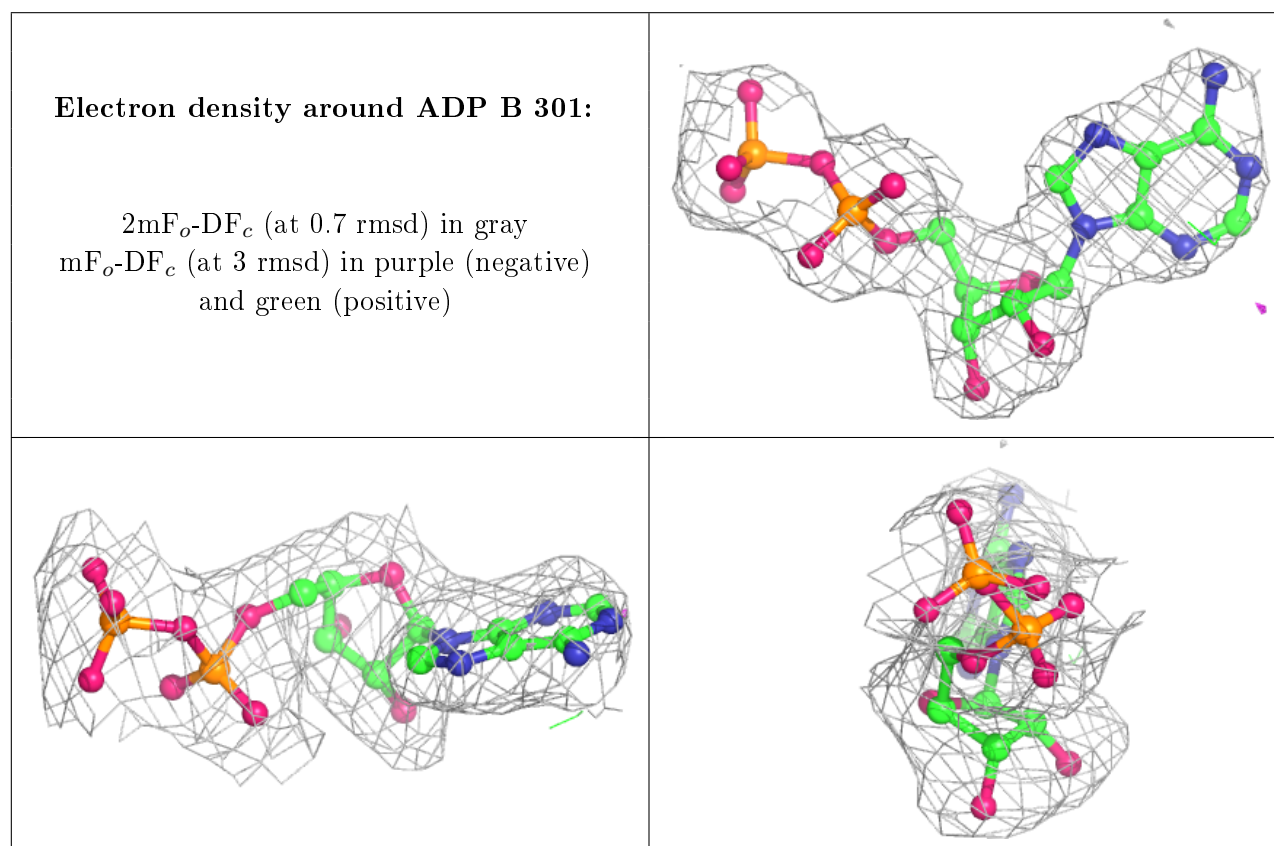 Electron density around ADP B 301:
2mFo-DFc (at 0.7 rmsd) in gray
mFo-DFc (at 3 rmsd) in purple (negative)
and green (positive)